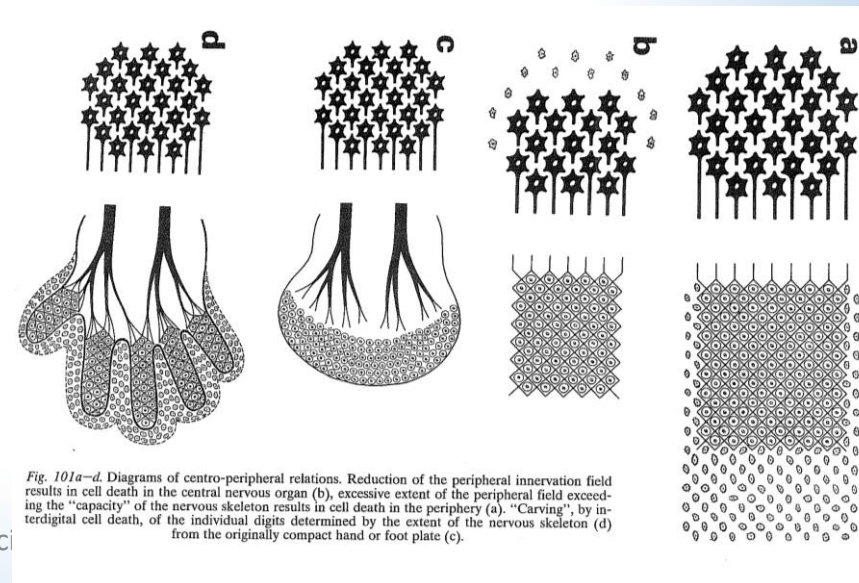 d
c
b
a
Fig. 101a—d. Diagrams of centro-peripheral relations. Reduction of the peripheral innervation field
results in cell death in the central nervous organ (b), excessive extent of the peripheral field exceed-
ing the “capacity” of the nervous skeleton results in cell death in the periphery (a). “Carving”, by in-
terdigital cell death, of the individual digits determined by the extent of the nervous skeleton (d)
from the originally compact hand or foot plate (c).